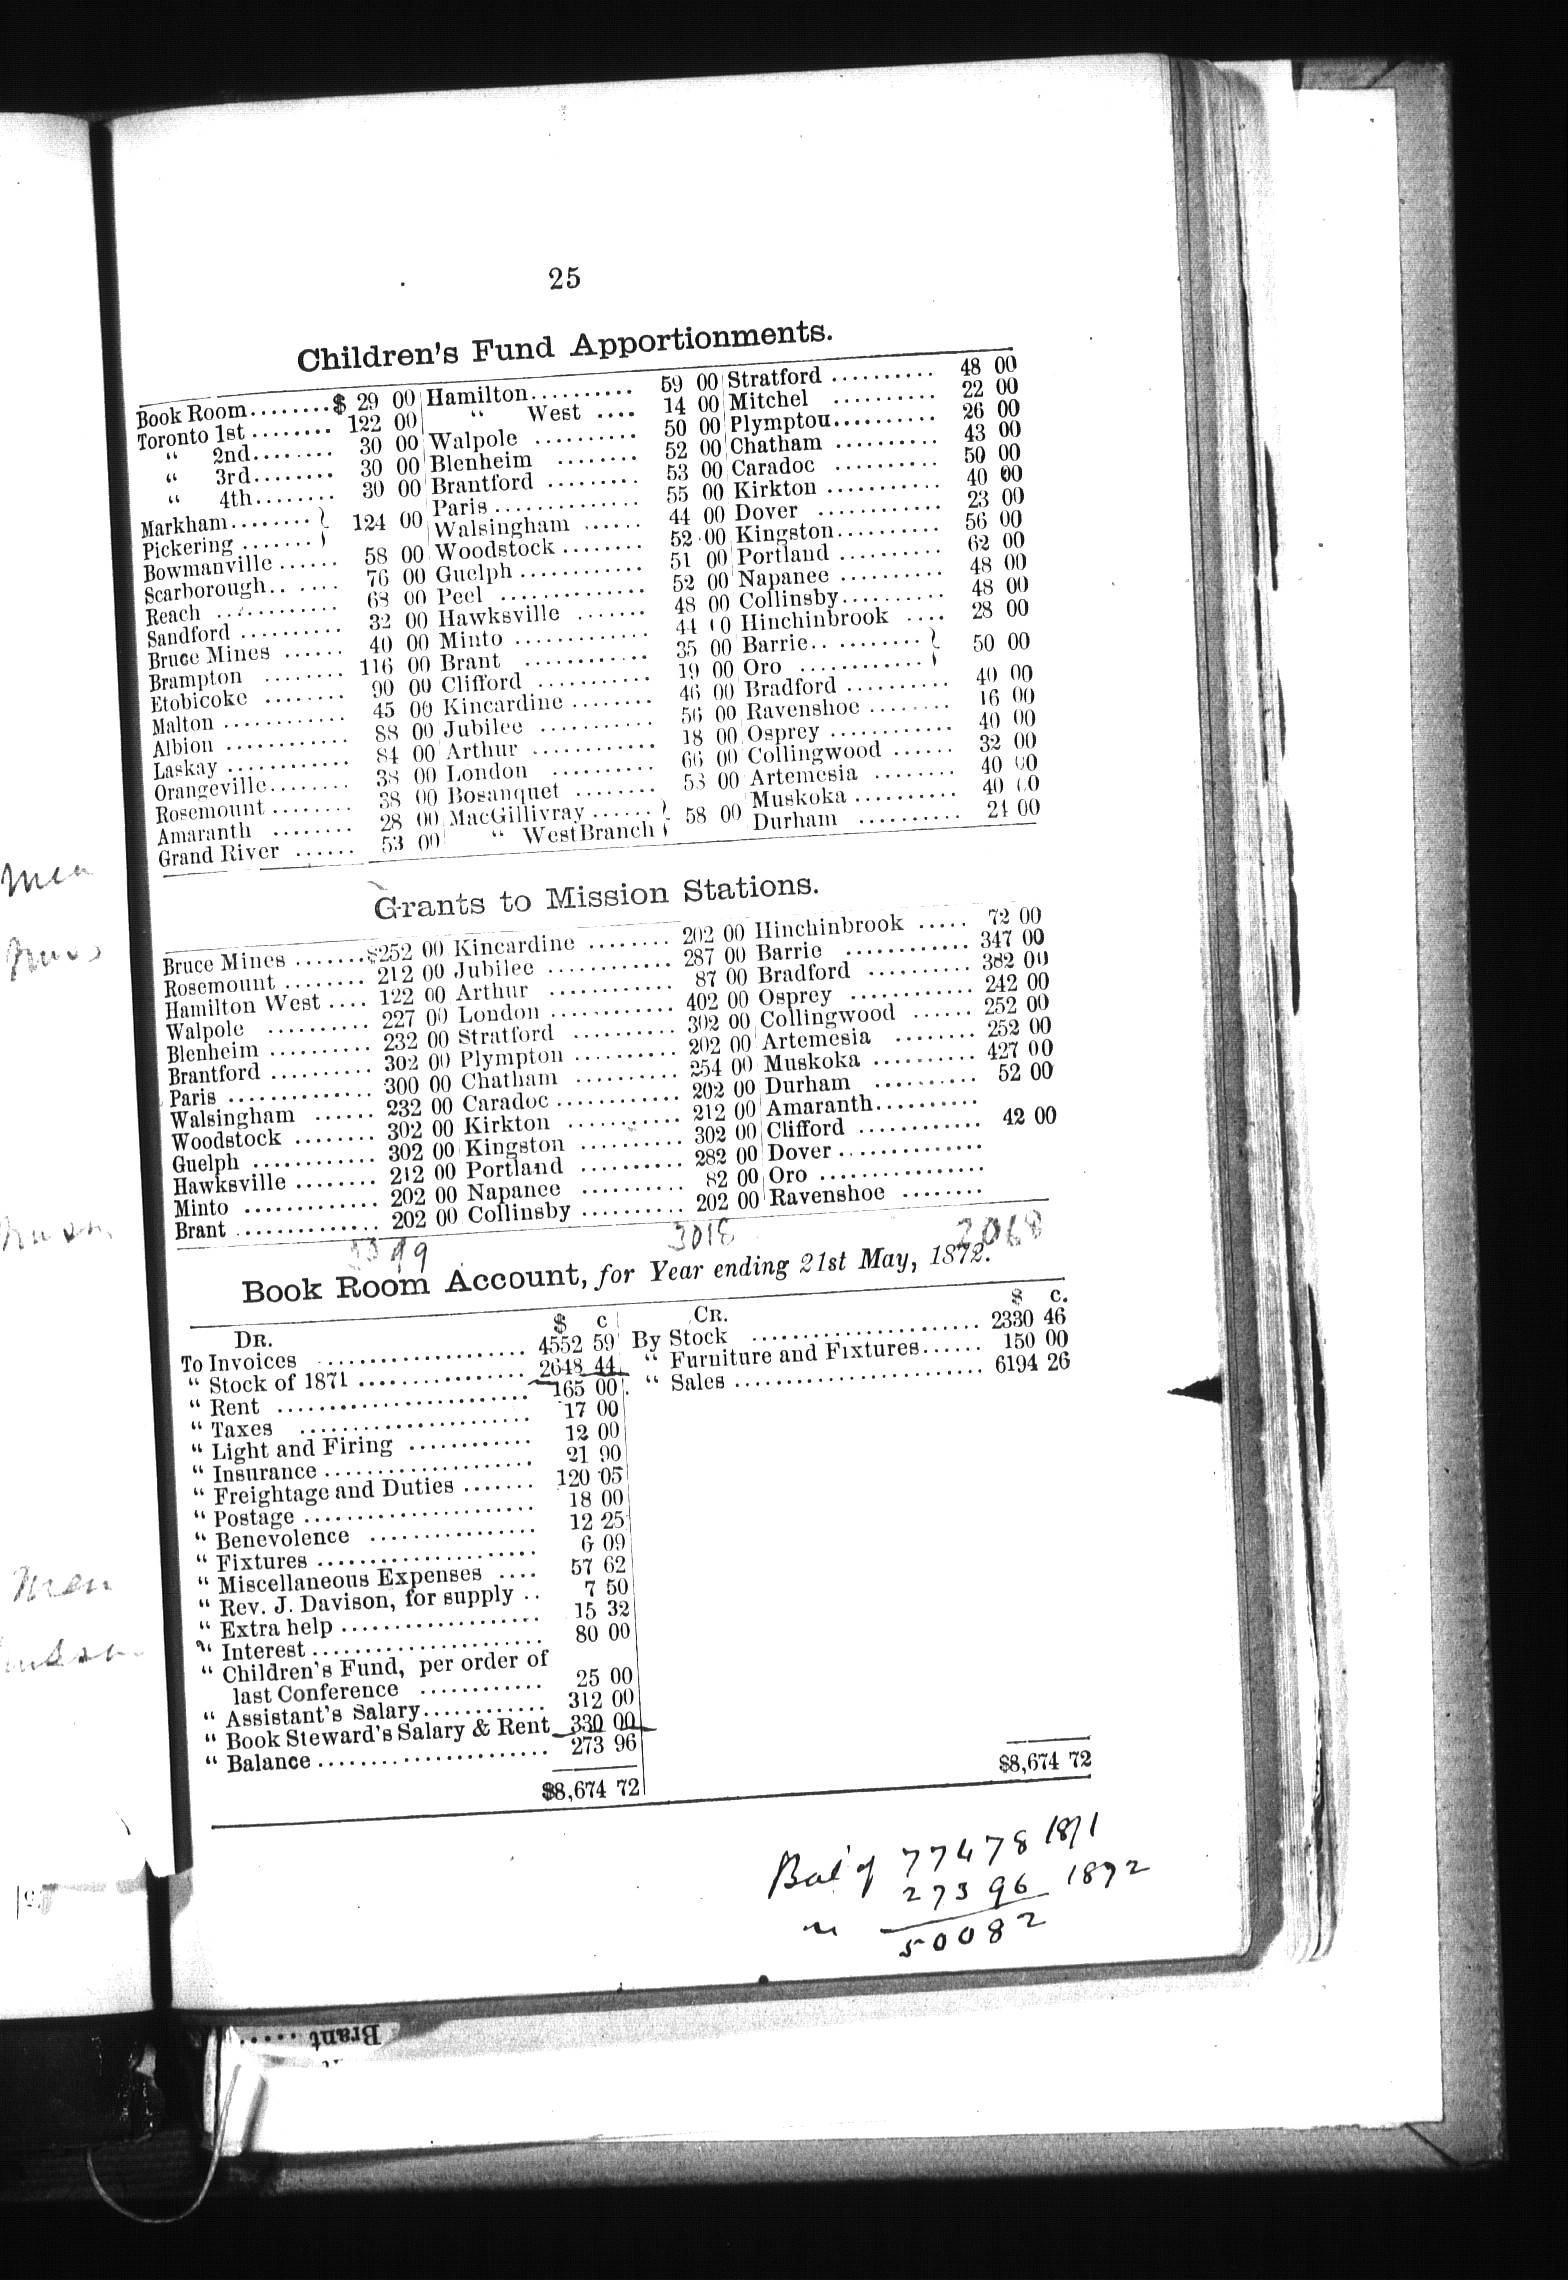 25
Children's Fund Apportionments.
Book Room........$ 29 00
Toronto 1st........ 122 00
“ 2nd........ 30 00
“ 3rd........ 30 00
“ 4th........ 30 00
Markham........ }
Pickering ....... } 124 00
Bowmanville ...... 58 00
Scarborough.. ..... 76 00
Reach ............ 68 00
Sandford .......... 32 00
Bruce Mines ...... 40 00
Brampton ........ 116 00
Etobicoke ........ 90 00
Malton ............ 45 00
Albion ............ 88 00
Laskay ............ 84 00
Orangeville........ 38 00
Rosemount ........ 38 00
Amaranth ........ 28 00
Grand River ...... 53 00
Hamilton.......... 59 00
“ West .... 14 00
Walpole .......... 50 00
Blenheim ........ 52 00
Brantford ......... 53 00
Paris .............. 55 00
Walsingham ...... 44 00
Woodstock ........ 52 00
Guelph ............ 51 00
Peel .............. 52 00
Hawksville ....... 48 00
Minto ............. 44 00
Brant ............ 35 00
Clifford ........... 19 00
Kincardine ........ 46 00
Jubilee .......... 56 00
Arthur ............ 18 00
London .......... 66 00
Bosanquet ........ 53 00
MacGillivray ...... }
“ West Branch } 58 00
Stratford .......... 48 00
Mitchel .......... 22 00
Plympton.......... 26 00
Chatham .......... 43 00
Caradoc .......... 50 00
Kirkton ........... 40 00
Dover ............ 23 00
Kingston.......... 56 00
Portland .......... 62 00
Napanee .......... 48 00
Collinsby.......... 48 00
Hinchinbrook .... 28 00
Barrie.. ........ }
Oro ............ } 50 00
Bradford .......... 40 00
Ravenshoe ........ 16 00
Osprey ............ 40 00
Collingwood ...... 32 00
Artemesia ........ 40 00
Muskoka .......... 40 00
Durham .......... 24 00
Grants to Mission Stations.
Bruce Mines .......$252 00
Rosemount ........ 212 00
Hamilton West .... 122 00
Walpole .......... 227 00
Blenheim .......... 232 00
Brantford .......... 302 00
Paris .............. 300 00
Walsingham ...... 232 00
Woodstock ........ 302 00
Guelph ............ 302 00
Hawksville ........ 212 00
Minto ............. 202 00
Brant .............. 202 00
Kincardine ........ 202 00
Jubilee ............ 287 00
Arthur ............ 87 00
London ............ 402 00
Stratford .......... 302 00
Plympton .......... 202 00
Chatham .......... 254 00
Caradoc ............ 202 00
Kirkton ........... 212 00
Kingston .......... 302 00
Portland .......... 282 00
Napanee .......... 82 00
Collinsby .......... 202 00
Hinchinbrook ..... 72 00
Barrie ............ 347 00
Bradford .......... 382 00
Osprey ............ 242 00
Collingwood ...... 252 00
Artemesia ........ 252 00
Muskoka .......... 427 00
Durham .......... 52 00
Amaranth..........
Clifford ............ 42 00
Dover ..............
Oro ................
Ravenshoe ........
3018
2068
Book Room Account, for Year ending 21st May, 1872.
DR. $ c
To Invoices .................... 4552 59
“ Stock of 1871 ................ 2648 44
“ Rent ........................ 165 00
“ Taxes ...................... 17 00
“ Light and Firing ............ 12 00
“ Insurance .................... 21 90
“ Freightage and Duties ....... 120 05
“ Postage ...................... 18 00
“ Benevolence ................ 12 25
“ Fixtures ...................... 6 09
“ Miscellaneous Expenses .... 57 62
“ Rev. J. Davison, for supply .. 7 50
“ Extra help ................... 15 32
“ Interest ....................... 80 00
“ Children's Fund, per order of
last Conference ............ 25 00
“ Assistant's Salary............ 312 00
“ Book Steward's Salary & Rent 330 00
“ Balance ....................... 273 96
$8,674 72
CR. $ c.
By Stock ...................... 2330 46
“ Furniture and Fixtures...... 150 00
“ Sales ........................ 6194 26
$8,674 72
Bal of 77478 1871
27396 1872
50082
Brant .....